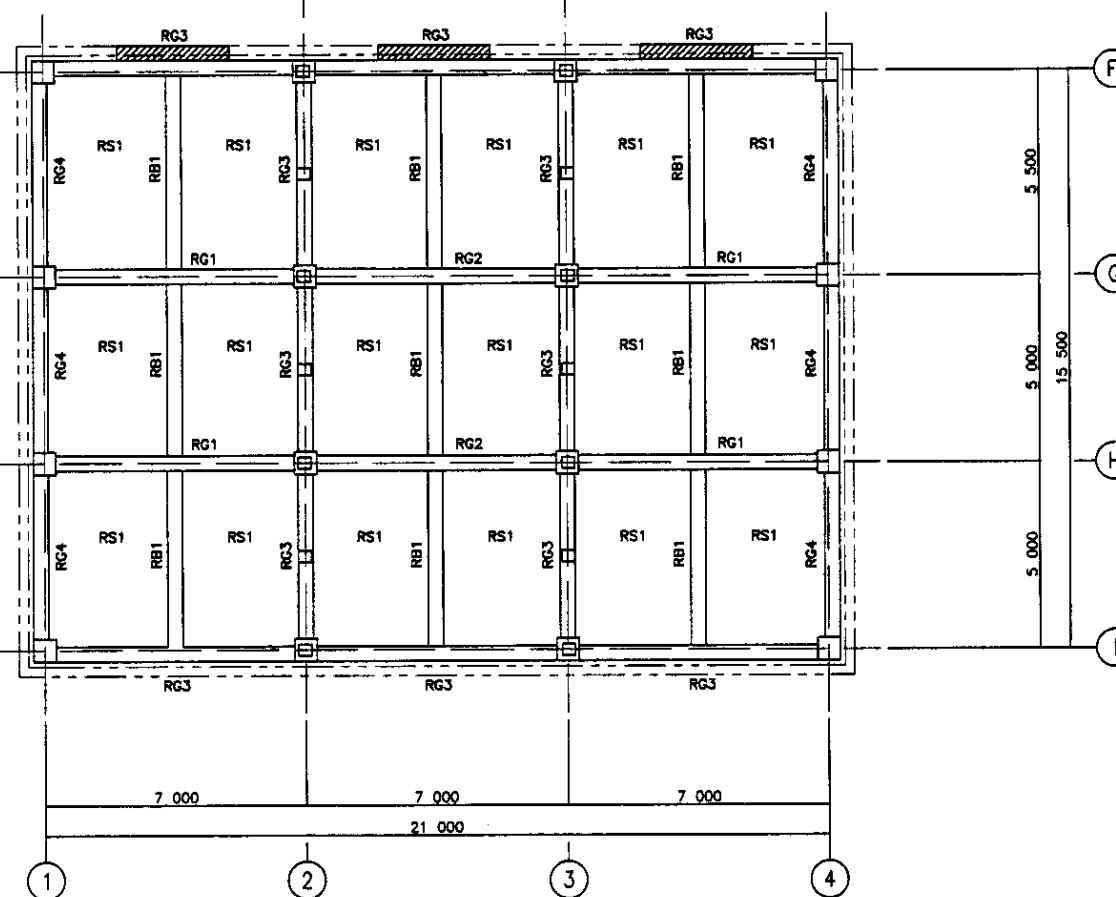 RG3 RG3 RG3
F
RS1 RS1 RS1 RS1 RS1 RS1
RG4 RB1 RG3 RB1 RG3 RB1 RG4
5 500
RG1 RG2 RG1
G
RS1 RS1 RS1 RS1 RS1 RS1
RG4 RB1 RG3 RB1 RG3 RB1 RG4
5 000
15 500
RG1 RG2 RG1
H
RS1 RS1 RS1 RS1 RS1 RS1
RG4 RB1 RG3 RB1 RG3 RB1 RG4
5 000
I
RG3 RG3 RG3
7 000 7 000 7 000
21 000
1 2 3 4